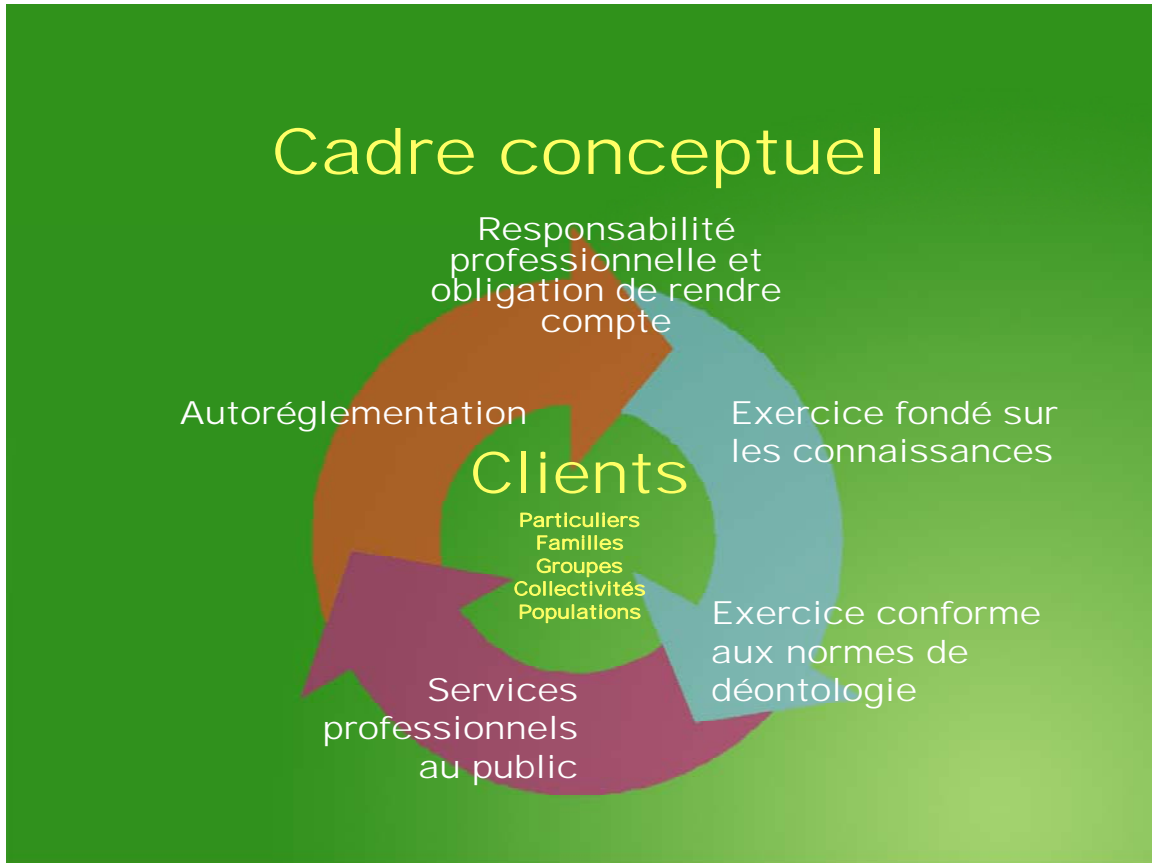 Cadre conceptuel
Responsabilité
professionnelle et
obligation de rendre
compte
Autoréglementation
Exercice fondé sur
les connaissances
Clients
Particuliers
Familles
Groupes
Collectivités
Populations
Exercice conforme
aux normes de
déontologie
Services
professionnels
au public